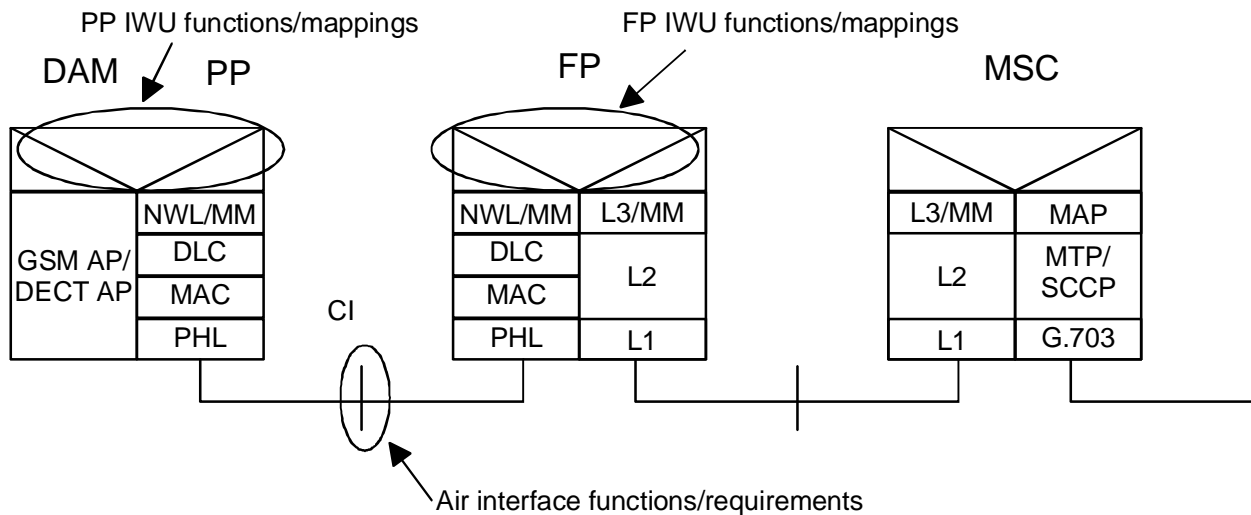 PP IWU functions/mappings
FP IWU functions/mappings
DAM PP
FP
MSC
GSM AP/
DECT AP
NWL/MM
DLC
MAC
PHL
NWL/MM
DLC
MAC
PHL
L3/MM
L2
L1
L3/MM
L2
L1
MAP
MTP/
SCCP
G.703
CI
Air interface functions/requirements